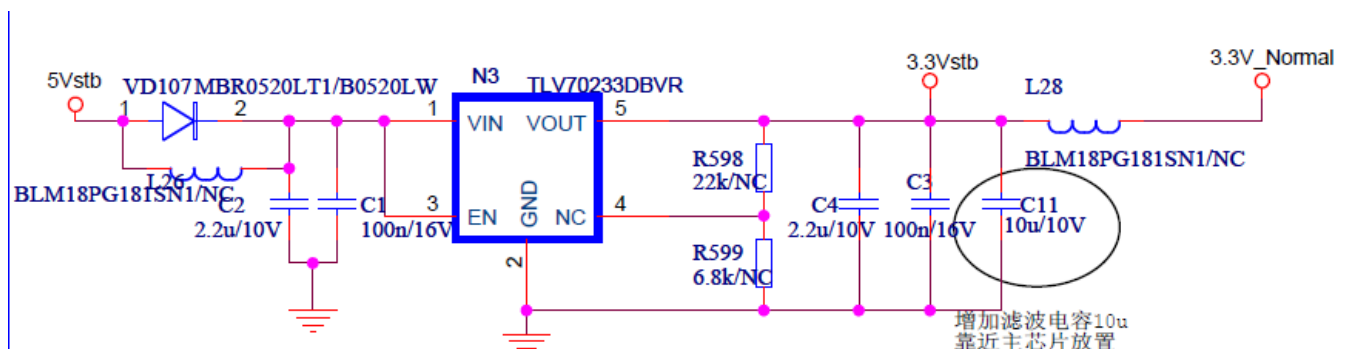 5Vstb
VD107 MBR0520LT1/B0520LW
N3
TLV70233DBVR
3.3Vstb
3.3V_Normal
L28
1
2
1
VIN
VOUT
5
BLM18PG181SN1/NC
L26
BLM18PG181SN1/NC
R598
22k/NC
C2
2.2u/10V
C1
100n/16V
3
EN
GND
NC
4
C4
2.2u/10V
C3
100n/16V
C11
10u/10V
2
R599
6.8k/NC
增加滤波电容10u
靠近主芯片放置